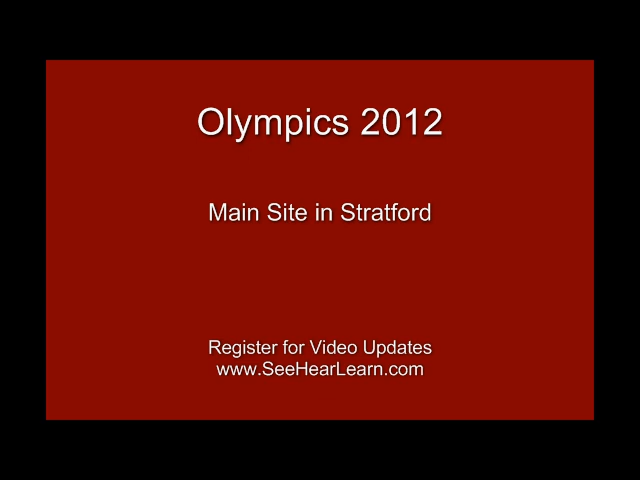 Olympics 2012
Main Site in Stratford
Register for Video Updates
www.SeeHearLearn.com